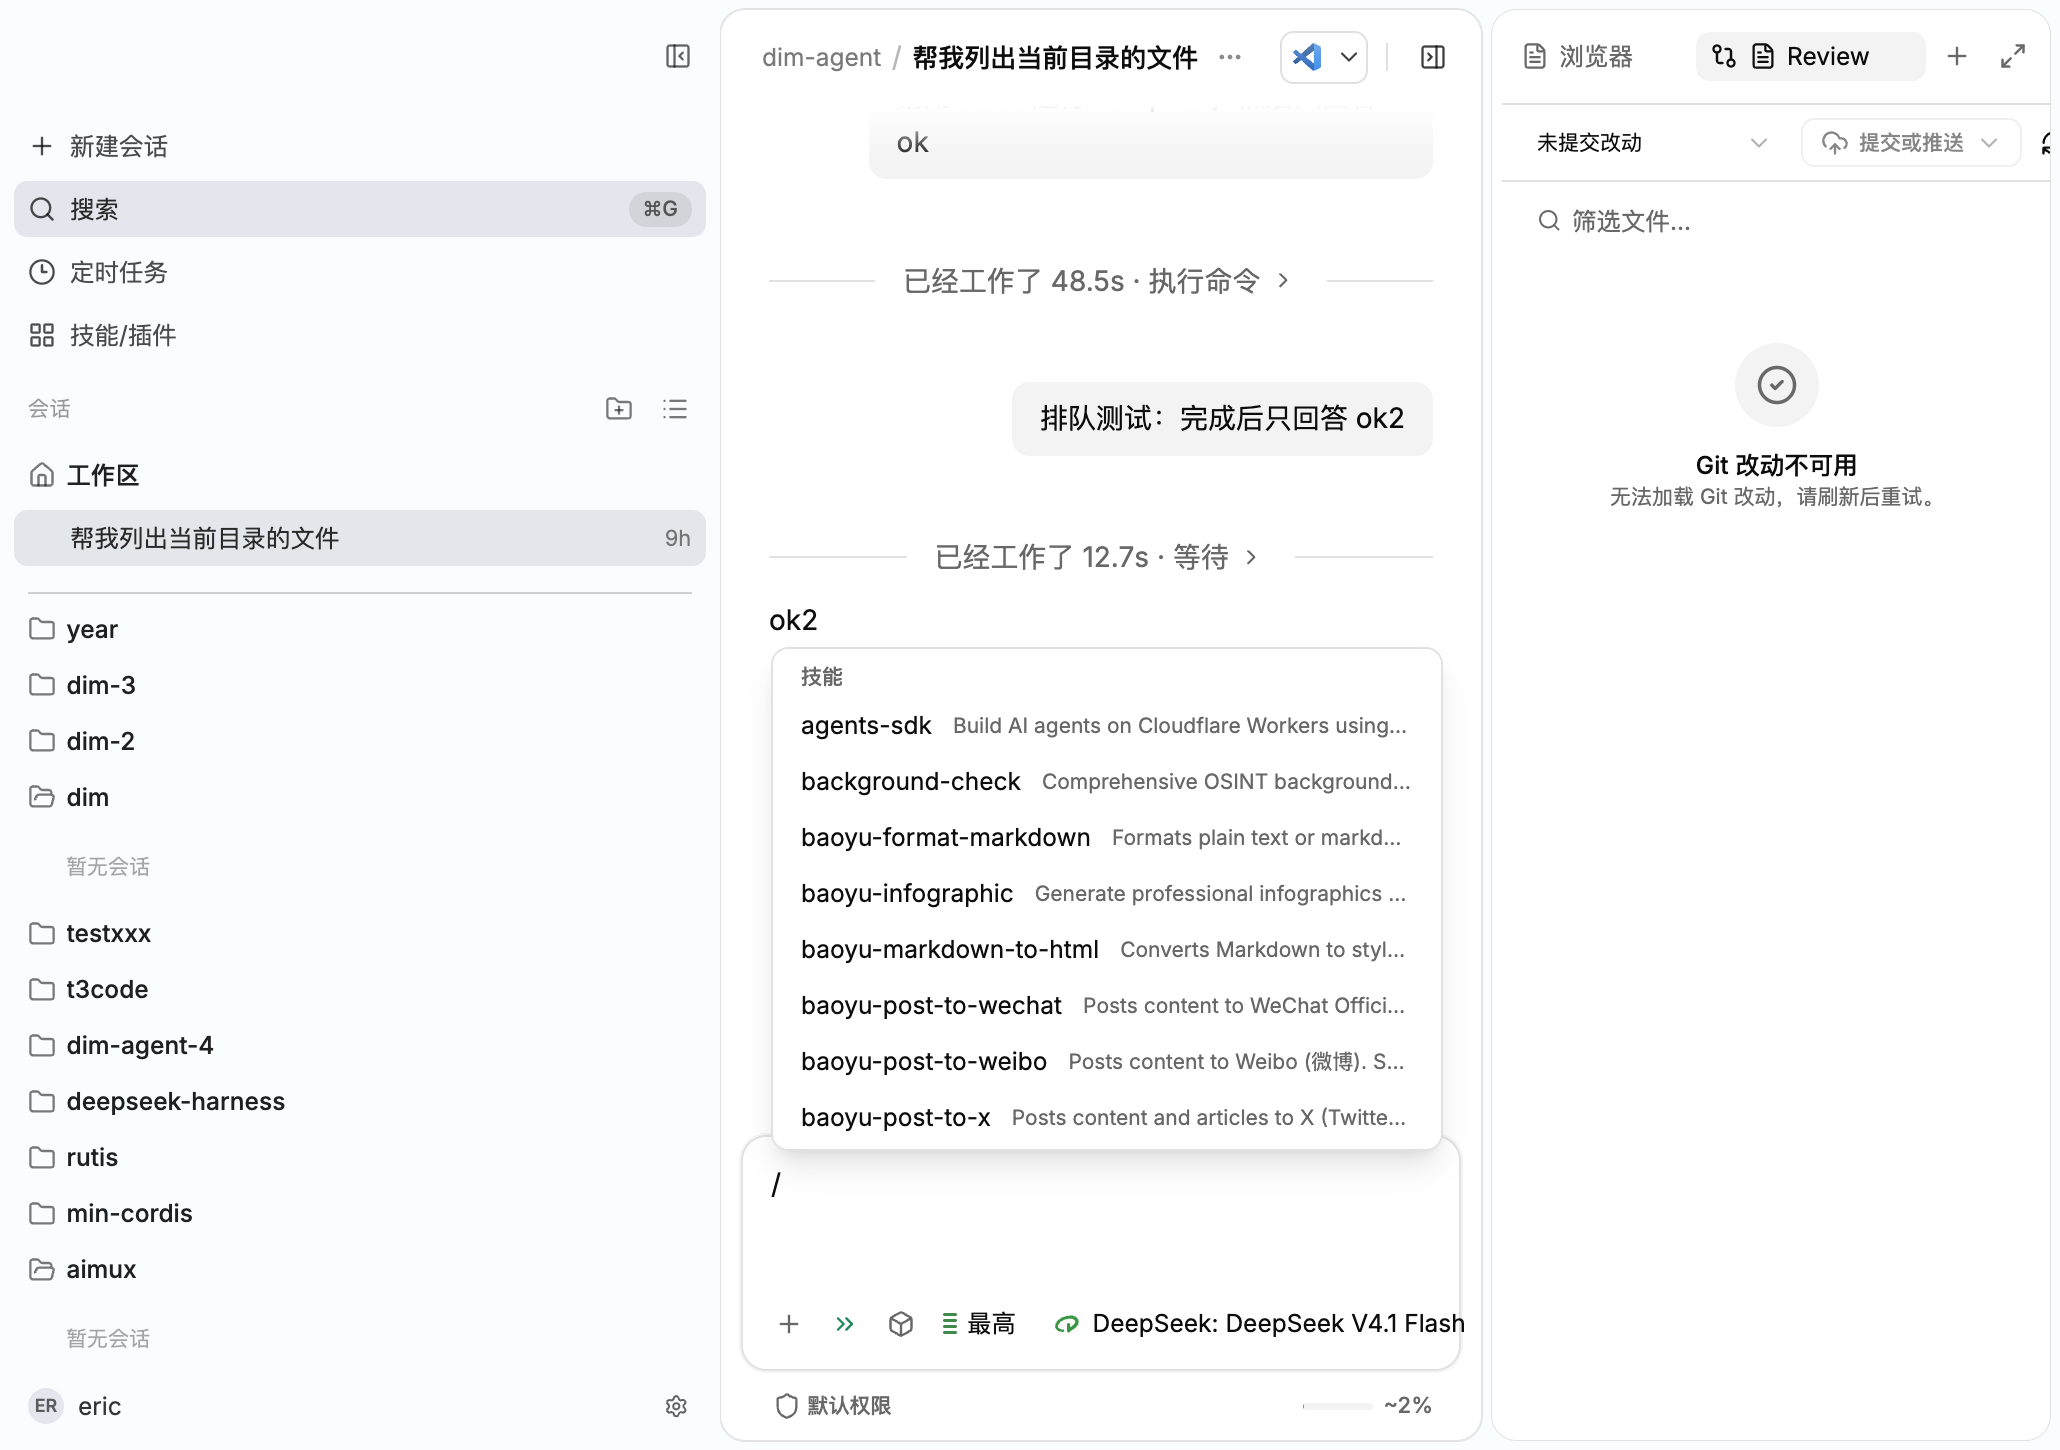 新建会话
搜索 ⌘G
定时任务
技能/插件
会话
工作区
帮我列出当前目录的文件 9h
year
dim-3
dim-2
dim
暂无会话
testxxx
t3code
dim-agent-4
deepseek-harness
rutis
min-cordis
aimux
暂无会话
ER eric
dim-agent / 帮我列出当前目录的文件 ···
ok
已经工作了 48.5s · 执行命令 >
排队测试：完成后只回答 ok2
已经工作了 12.7s · 等待 >
ok2
技能
agents-sdk Build AI agents on Cloudflare Workers using...
background-check Comprehensive OSINT background...
baoyu-format-markdown Formats plain text or markd...
baoyu-infographic Generate professional infographics ...
baoyu-markdown-to-html Converts Markdown to styl...
baoyu-post-to-wechat Posts content to WeChat Offici...
baoyu-post-to-weibo Posts content to Weibo (微博). S...
baoyu-post-to-x Posts content and articles to X (Twitte...
/
最高 DeepSeek: DeepSeek V4.1 Flash
默认权限 ~2%
浏览器 Review
未提交改动 提交或推送
筛选文件...
Git 改动不可用
无法加载 Git 改动，请刷新后重试。